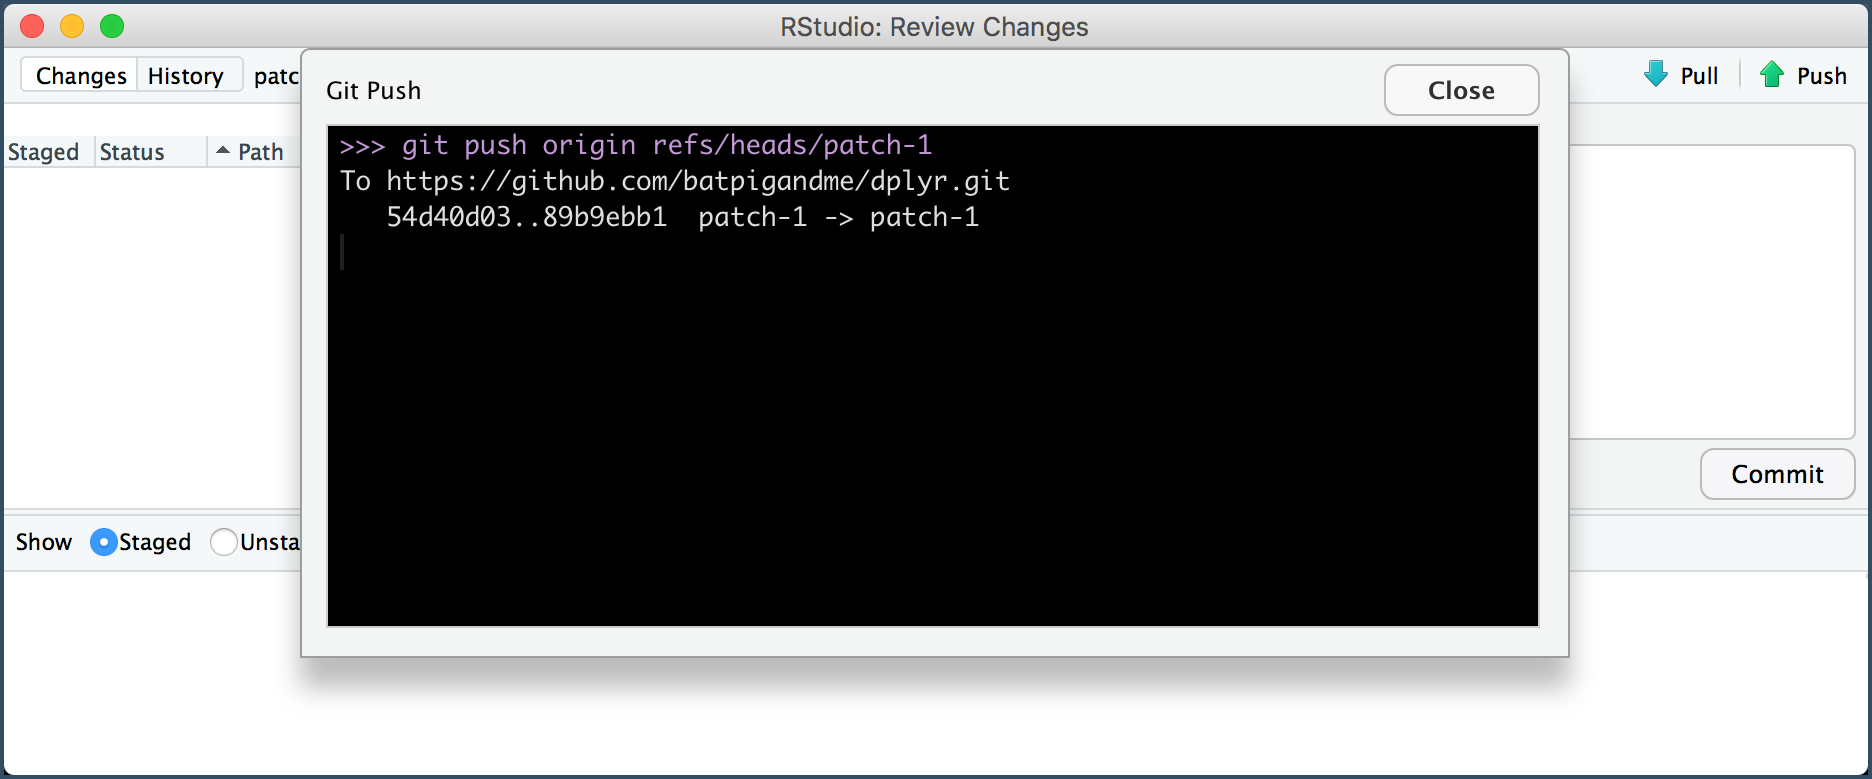 RStudio: Review Changes
Changes History patc
Pull Push
Git Push
Close
Staged Status Path
>>> git push origin refs/heads/patch-1
To https://github.com/batpigandme/dplyr.git
54d40d03..89b9ebb1 patch-1 -> patch-1
Commit
Show Staged Unsta